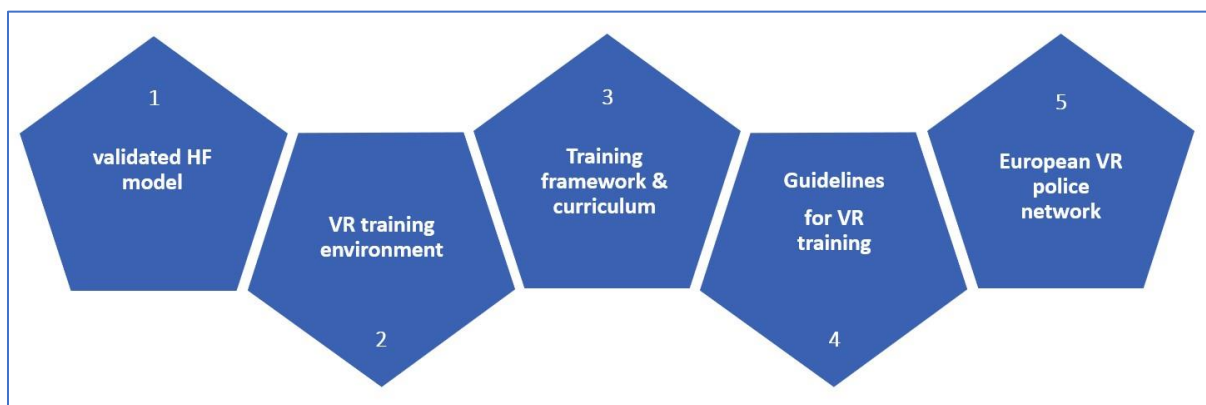 1
validated HF
model
VR training
environment
2
3
Training
framework &
curriculum
Guidelines
for VR
training
4
5
European VR
police
network